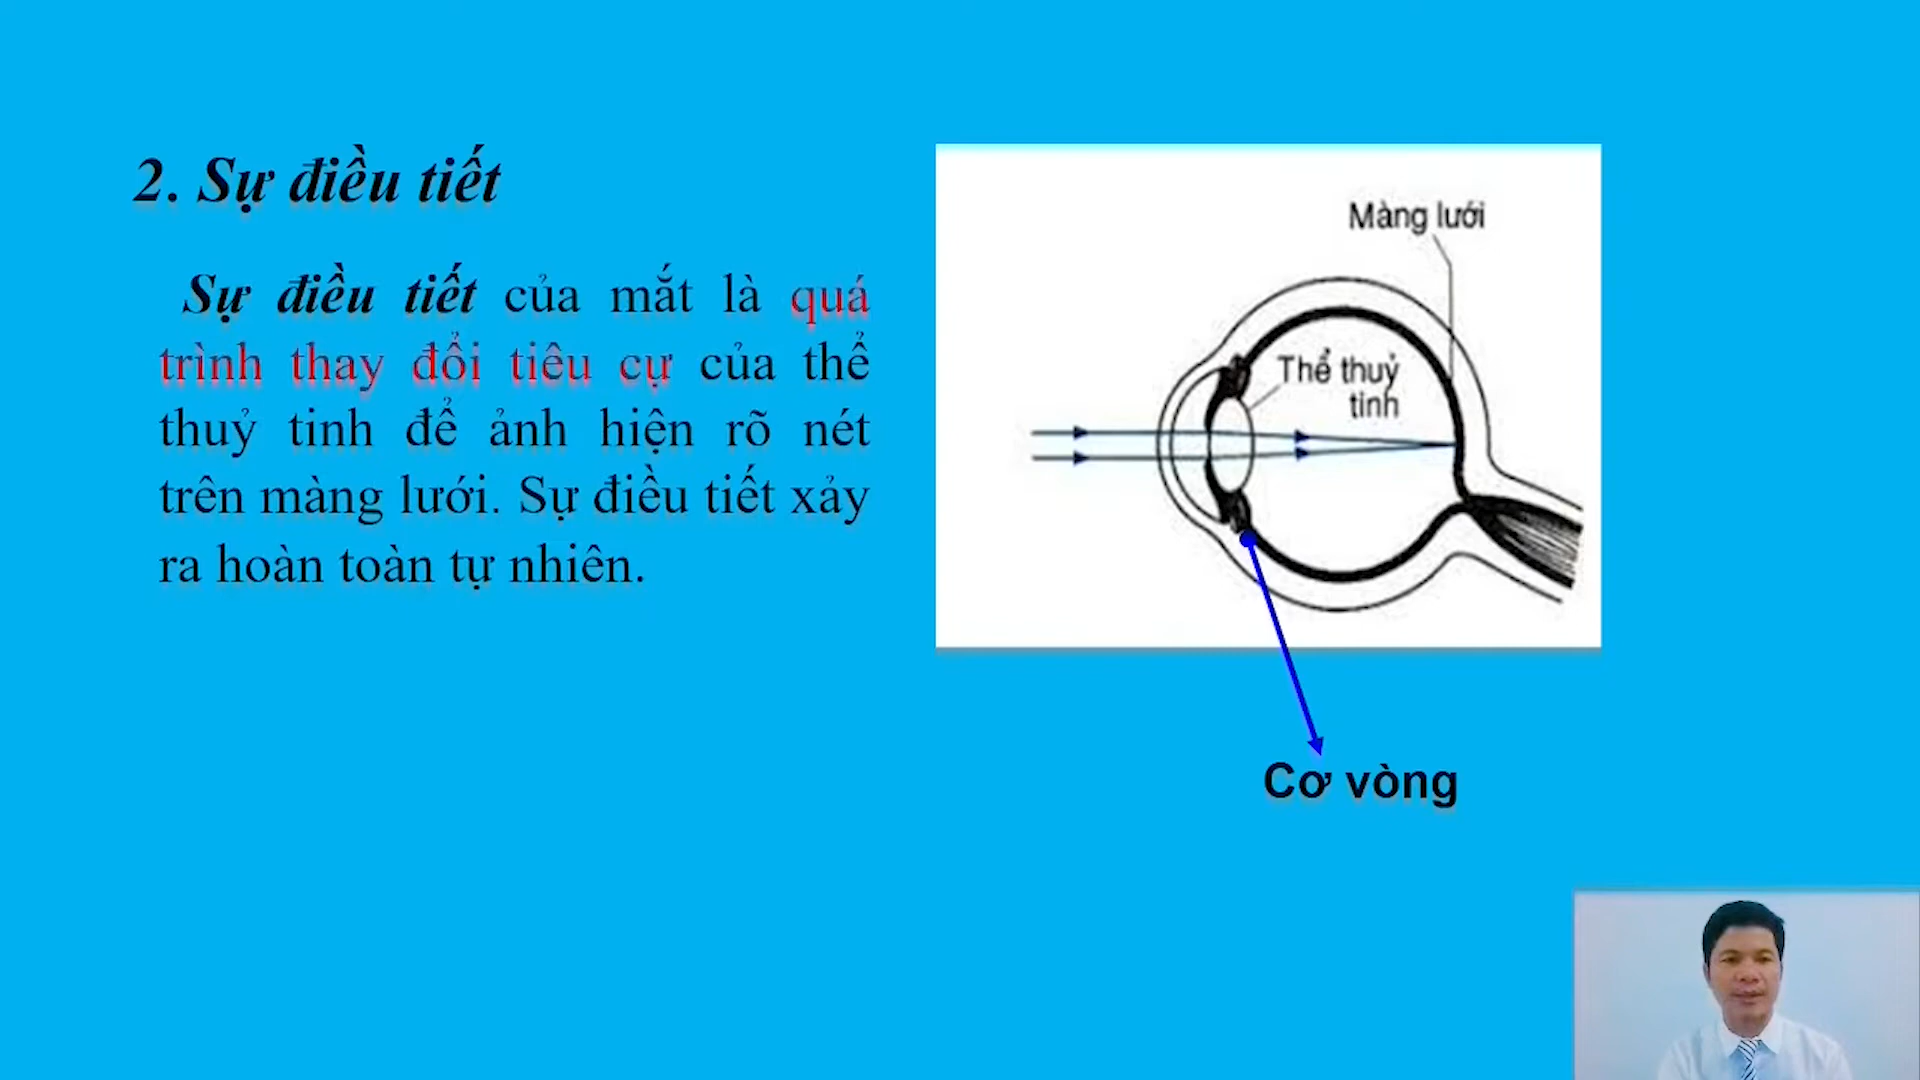 2. Sự điều tiết
Sự điều tiết của mắt là quá
trình thay đổi tiêu cự của thể
thuỷ tinh để ảnh hiện rõ nét
trên màng lưới. Sự điều tiết xảy
ra hoàn toàn tự nhiên.
Màng lưới
Thể thuỷ
tinh
Cơ vòng